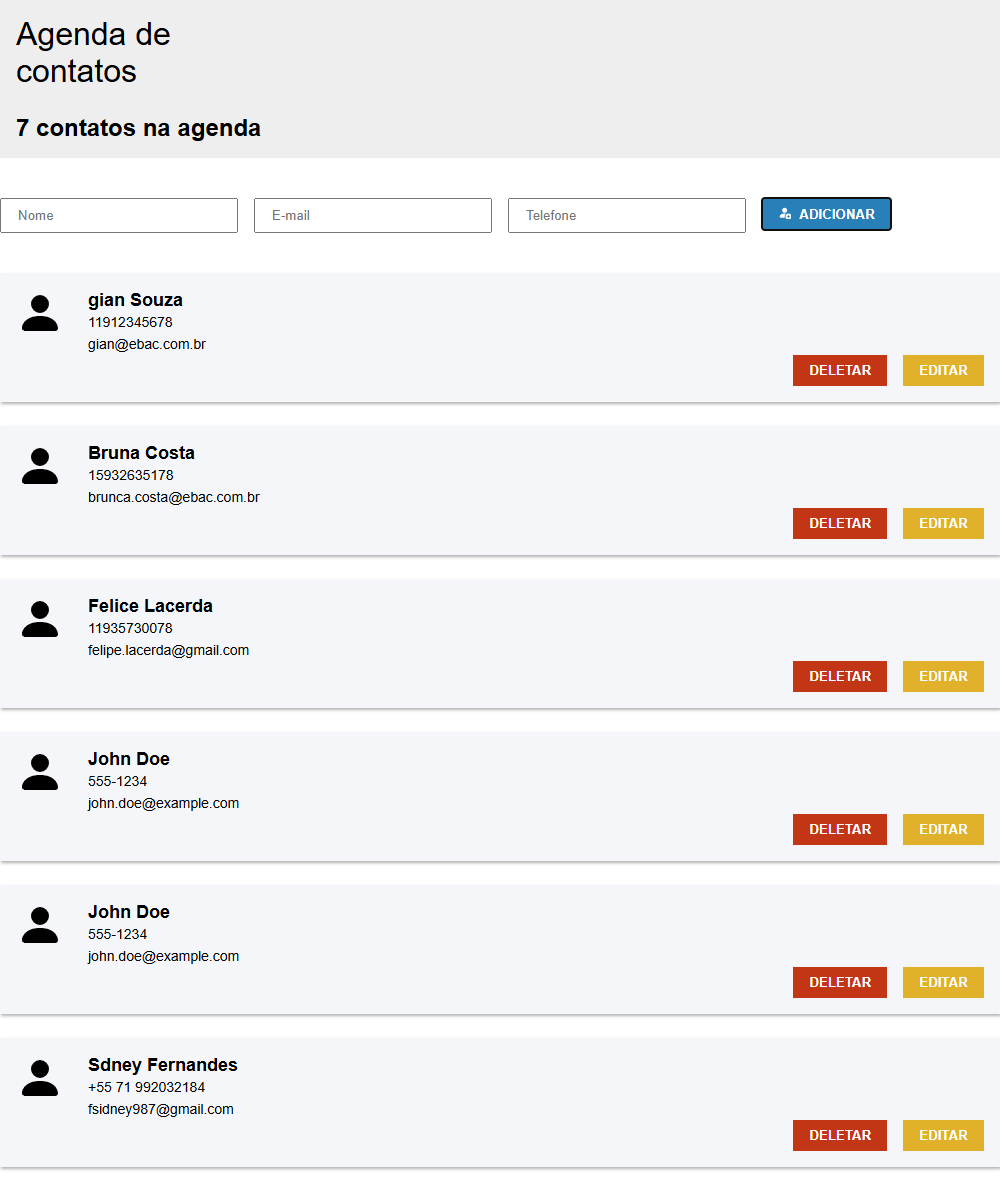 Agenda de
contatos
7 contatos na agenda
Nome E-mail Telefone ADICIONAR
gian Souza
11912345678
gian@ebac.com.br
DELETAR EDITAR
Bruna Costa
15932635178
brunca.costa@ebac.com.br
DELETAR EDITAR
Felice Lacerda
11935730078
felipe.lacerda@gmail.com
DELETAR EDITAR
John Doe
555-1234
john.doe@example.com
DELETAR EDITAR
John Doe
555-1234
john.doe@example.com
DELETAR EDITAR
Sdney Fernandes
+55 71 992032184
fsidney987@gmail.com
DELETAR EDITAR